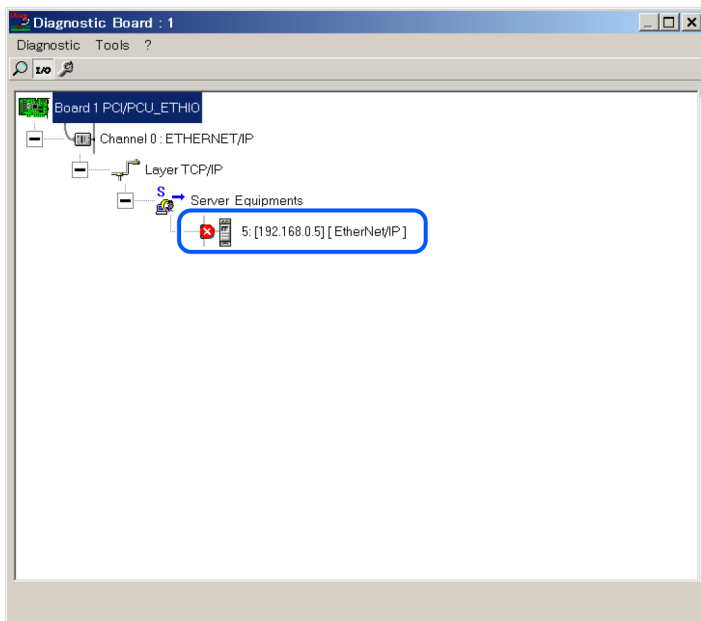 Diagnostic Board : 1
Diagnostic Tools ?
I/O
Board 1 PCI/PCU_ETHIO
Channel 0 : ETHERNET/IP
Layer TCP/IP
S
Server Equipments
5: [192.168.0.5] [ EtherNet/IP ]